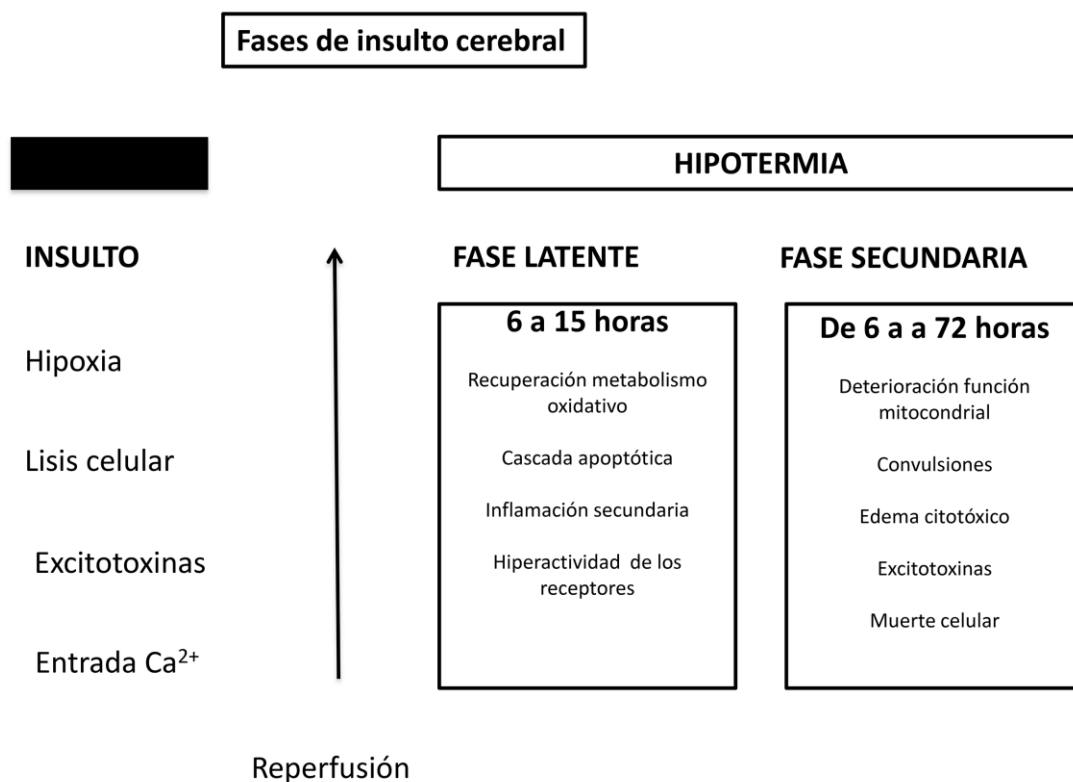 Fases de insulto cerebral
HIPOTERMIA
INSULTO
Hipoxia
Lisis celular
Excitotoxinas
Entrada Ca²⁺
Reperfusión
FASE LATENTE
6 a 15 horas
Recuperación metabolismo
oxidativo
Cascada apoptótica
Inflamación secundaria
Hiperactividad de los
receptores
FASE SECUNDARIA
De 6 a a 72 horas
Deterioración función
mitocondrial
Convulsiones
Edema citotóxico
Excitotoxinas
Muerte celular